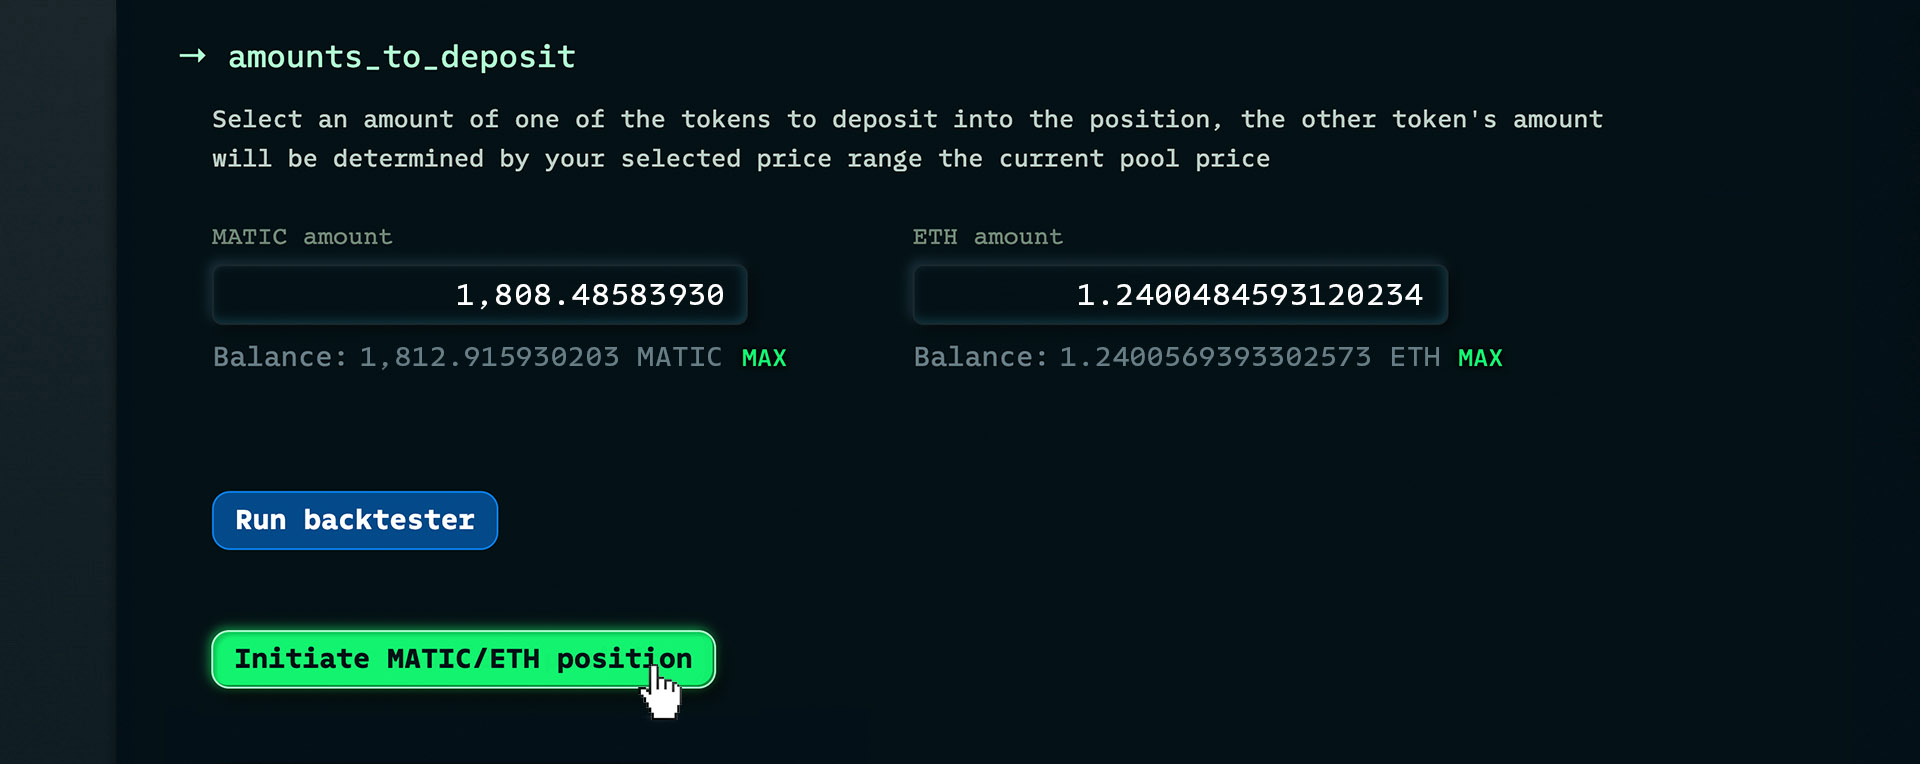 → amounts_to_deposit
Select an amount of one of the tokens to deposit into the position, the other token's amount
will be determined by your selected price range the current pool price
MATIC amount
ETH amount
1,808.48583930
1.2400484593120234
Balance: 1,812.915930203 MATIC MAX
Balance: 1.2400569393302573 ETH MAX
Run backtester
Initiate MATIC/ETH position